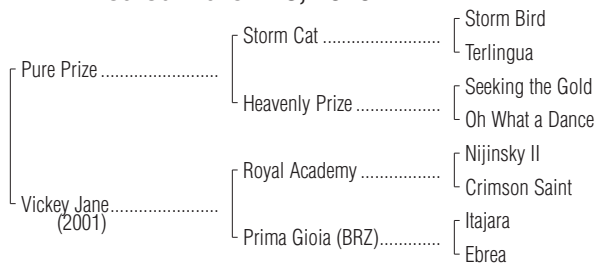 Storm Bird
Storm Cat ........................
Terlingua
Pure Prize ........................
Seeking the Gold
Heavenly Prize .................
Oh What a Dance
Nijinsky II
Royal Academy ................
Crimson Saint
Vickey Jane......................
(2001)
Itajara
Prima Gioia (BRZ).............
Ebrea